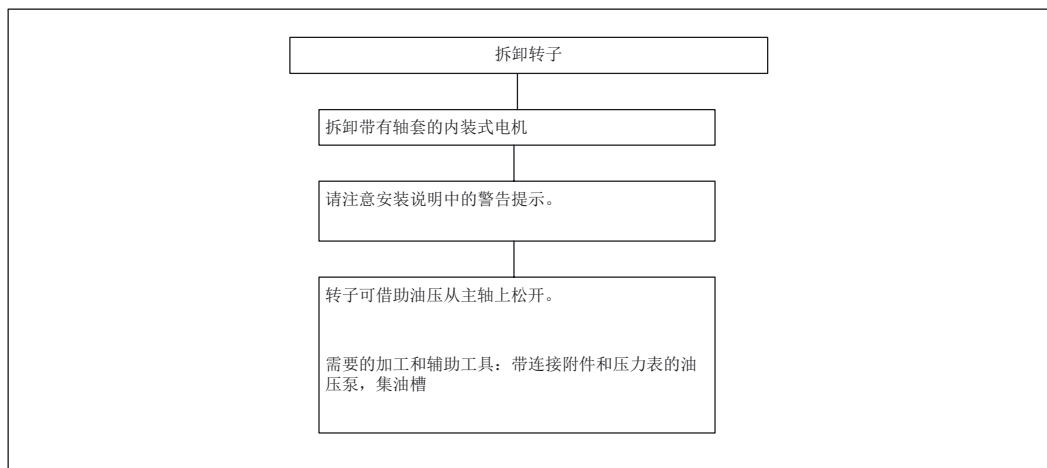 拆卸转子
拆卸带有轴套的内装式电机
请注意安装说明中的警告提示。
转子可借助油压从主轴上松开。
需要的加工和辅助工具：带连接附件和压力表的油
压泵，集油槽